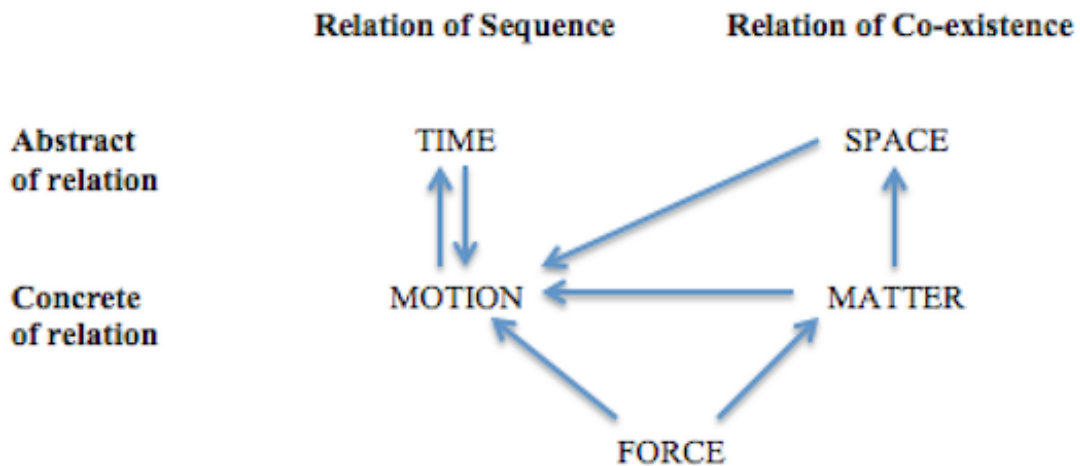 Relation of Sequence Relation of Co-existence
Abstract TIME SPACE
of relation
Concrete MOTION MATTER
of relation
FORCE